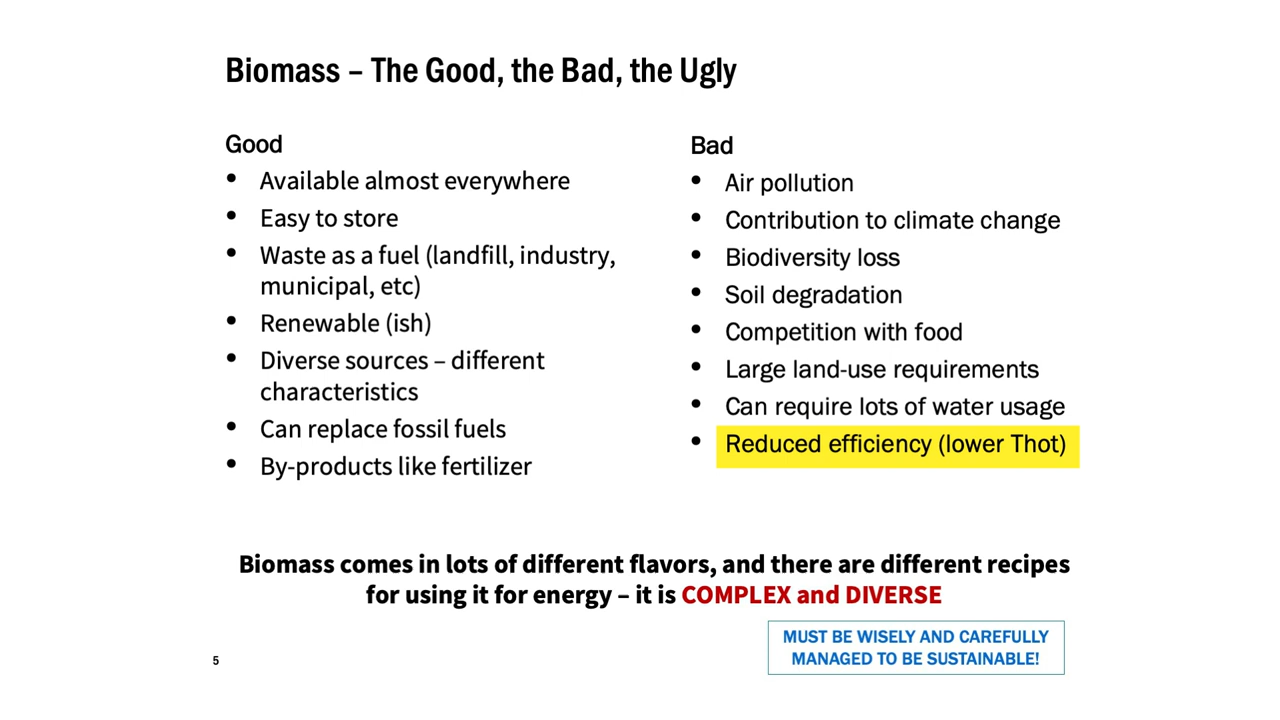 Biomass – The Good, the Bad, the Ugly
Good
• Available almost everywhere
• Easy to store
• Waste as a fuel (landfill, industry,
municipal, etc)
• Renewable (ish)
• Diverse sources – different
characteristics
• Can replace fossil fuels
• By-products like fertilizer
Bad
• Air pollution
• Contribution to climate change
• Biodiversity loss
• Soil degradation
• Competition with food
• Large land-use requirements
• Can require lots of water usage
• Reduced efficiency (lower Thot)
Biomass comes in lots of different flavors, and there are different recipes
for using it for energy – it is COMPLEX and DIVERSE
MUST BE WISELY AND CAREFULLY
MANAGED TO BE SUSTAINABLE!
5